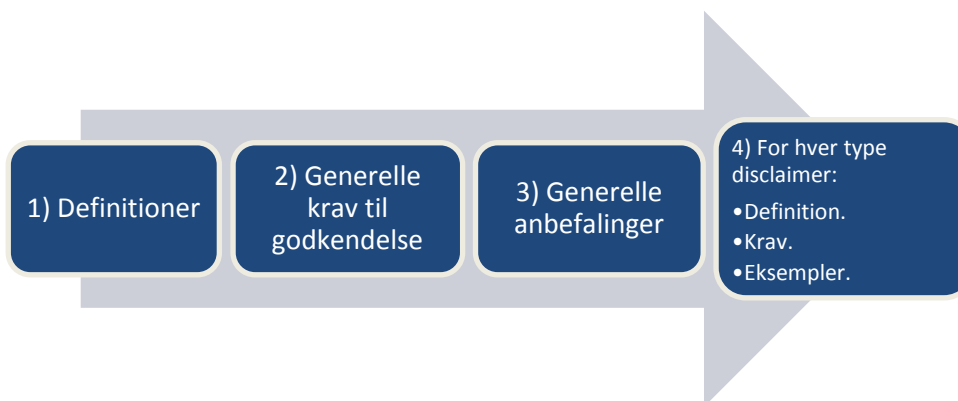 1) Definitioner
2) Generelle
krav til
godkendelse
3) Generelle
anbefalinger
4) For hver type
disclaimer:
•Definition.
•Krav.
•Eksempler.